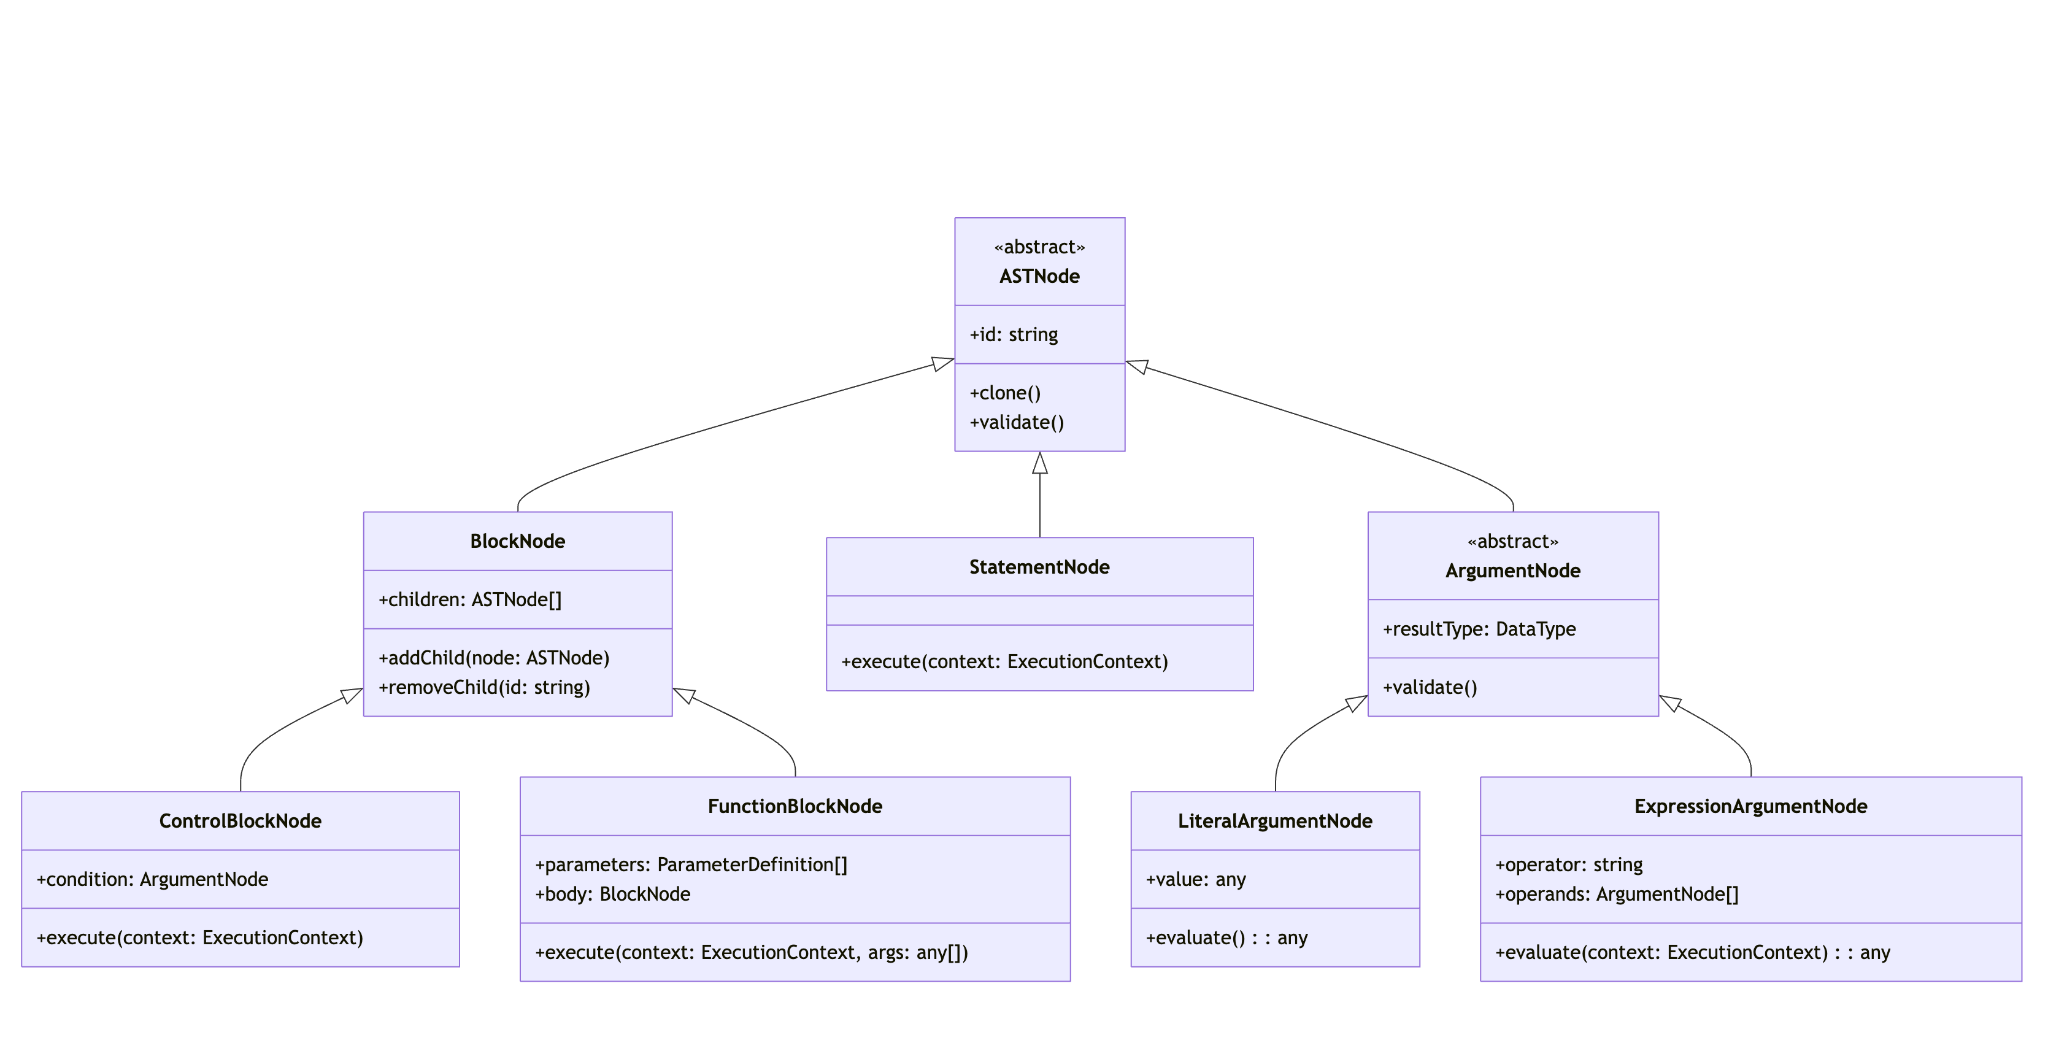 «abstract»
ASTNode
+id: string
+clone()
+validate()
BlockNode
+children: ASTNode[]
+addChild(node: ASTNode)
+removeChild(id: string)
StatementNode
+execute(context: ExecutionContext)
«abstract»
ArgumentNode
+resultType: DataType
+validate()
ControlBlockNode
+condition: ArgumentNode
+execute(context: ExecutionContext)
FunctionBlockNode
+parameters: ParameterDefinition[]
+body: BlockNode
+execute(context: ExecutionContext, args: any[])
LiteralArgumentNode
+value: any
+evaluate() : : any
ExpressionArgumentNode
+operator: string
+operands: ArgumentNode[]
+evaluate(context: ExecutionContext) : : any